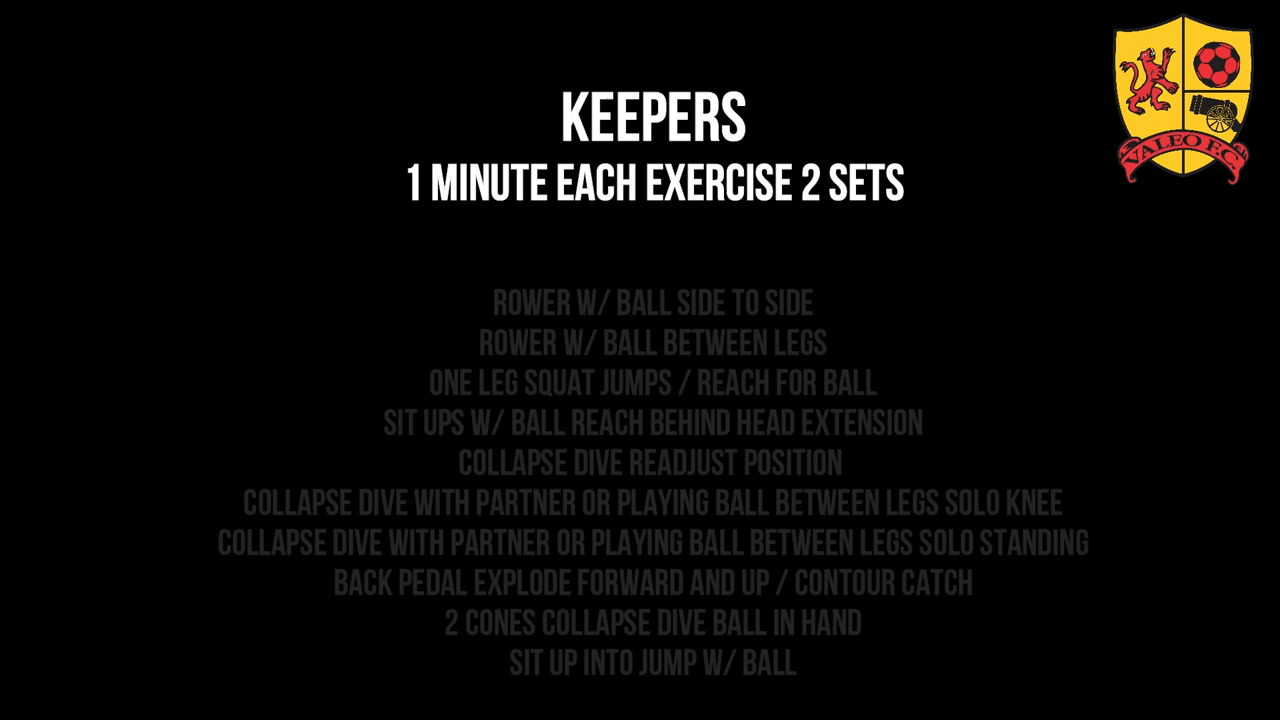 KEEPERS
1 MINUTE EACH EXERCISE 2 SETS
VALEO F.C.
ROWER W/ BALL SIDE TO SIDE
ROWER W/ BALL BETWEEN LEGS
ONE LEG SQUAT JUMPS / REACH FOR BALL
SIT UPS W/ BALL REACH BEHIND HEAD EXTENSION
COLLAPSE DIVE READJUST POSITION
COLLAPSE DIVE WITH PARTNER OR PLAYING BALL BETWEEN LEGS SOLO KNEE
COLLAPSE DIVE WITH PARTNER OR PLAYING BALL BETWEEN LEGS SOLO STANDING
BACK PEDAL EXPLODE FORWARD AND UP / CONTOUR CATCH
2 CONES COLLAPSE DIVE BALL IN HAND
SIT UP INTO JUMP W/ BALL